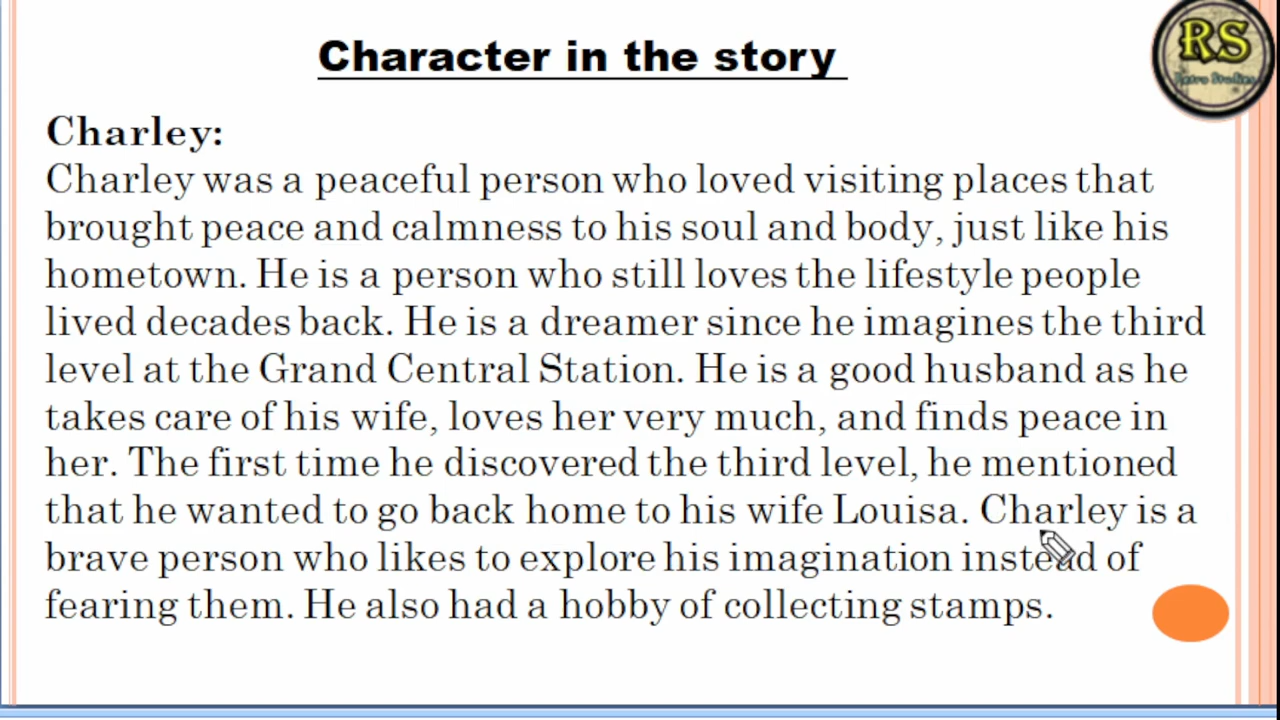 Character in the story
RS
Retro Studies
Charley:
Charley was a peaceful person who loved visiting places that
brought peace and calmness to his soul and body, just like his
hometown. He is a person who still loves the lifestyle people
lived decades back. He is a dreamer since he imagines the third
level at the Grand Central Station. He is a good husband as he
takes care of his wife, loves her very much, and finds peace in
her. The first time he discovered the third level, he mentioned
that he wanted to go back home to his wife Louisa. Charley is a
brave person who likes to explore his imagination instead of
fearing them. He also had a hobby of collecting stamps.